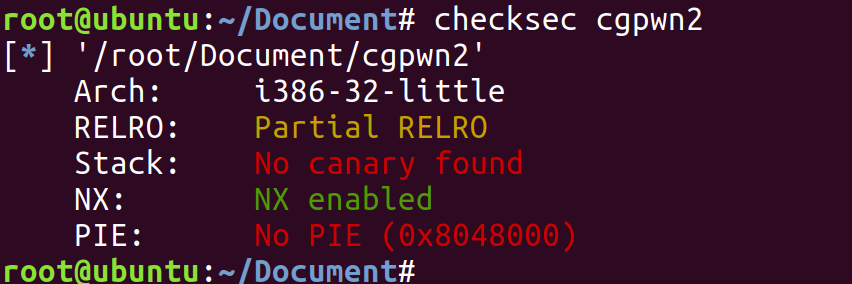 root@ubuntu:~/Document# checksec cgpwn2
[*] '/root/Document/cgpwn2'
    Arch:     i386-32-little
    RELRO:    Partial RELRO
    Stack:    No canary found
    NX:       NX enabled
    PIE:      No PIE (0x8048000)
root@ubuntu:~/Document#